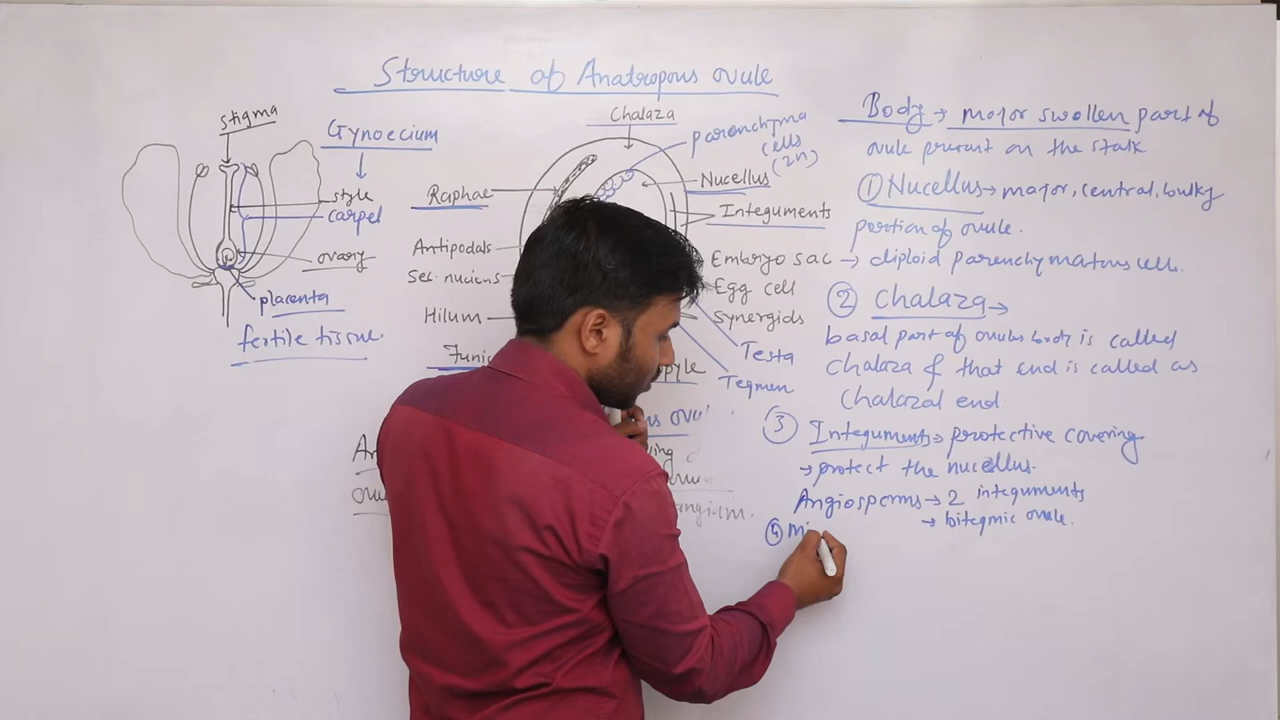 Structure of Anatropous ovule
stigma
Gynoecium
style
carpel
ovary
placenta
fertile tissue.
Chalaza
parenchyma
cells
(2n)
Raphae
Nucellus
Integuments
Antipodals
Embryo sac
Egg cell
Hilum
Synergids
Testa
Tegmen
Body → major swollen part of
ovule present on the stalk
① Nucellus → major, central, bulky
portion of ovule.
→ diploid parenchymatous cells.
② Chalaza →
basal part of ovules body is called
chalaza & that end is called as
Chalazal end
③ Integuments → protective covering
→ protect the nucellus.
Angiosperms → 2 integuments
→ bitegmic ovule.
④ Mi